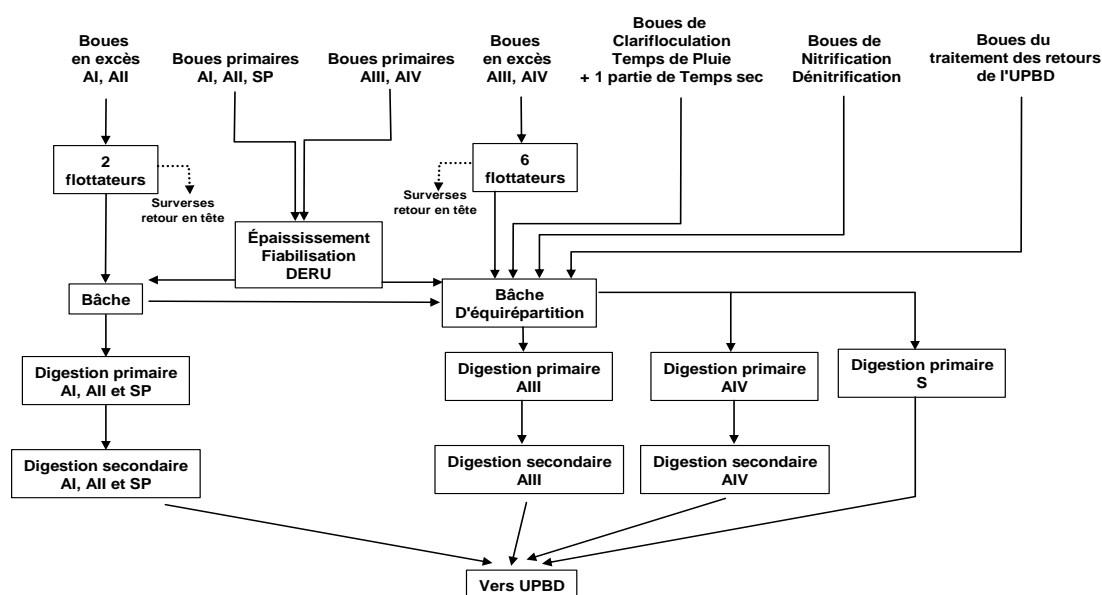 Boues
en excès
AI, AII
Boues primaires
AI, AII, SP
Boues primaires
AIII, AIV
Boues
en excès
AIII, AIV
Boues de
Clarifloculation
Temps de Pluie
+ 1 partie de Temps sec
Boues de
Nitrification
Dénitrification
Boues du
traitement des retours
de l'UPBD
2
flottateurs
Surverses
retour en tête
6
flottateurs
Surverses
retour en tête
Épaississement
Fiabilisation
DERU
Bâche
Bâche
D'équirépartition
Digestion primaire
AI, AII et SP
Digestion primaire
AIII
Digestion primaire
AIV
Digestion primaire
S
Digestion secondaire
AI, AII et SP
Digestion secondaire
AIII
Digestion secondaire
AIV
Vers UPBD